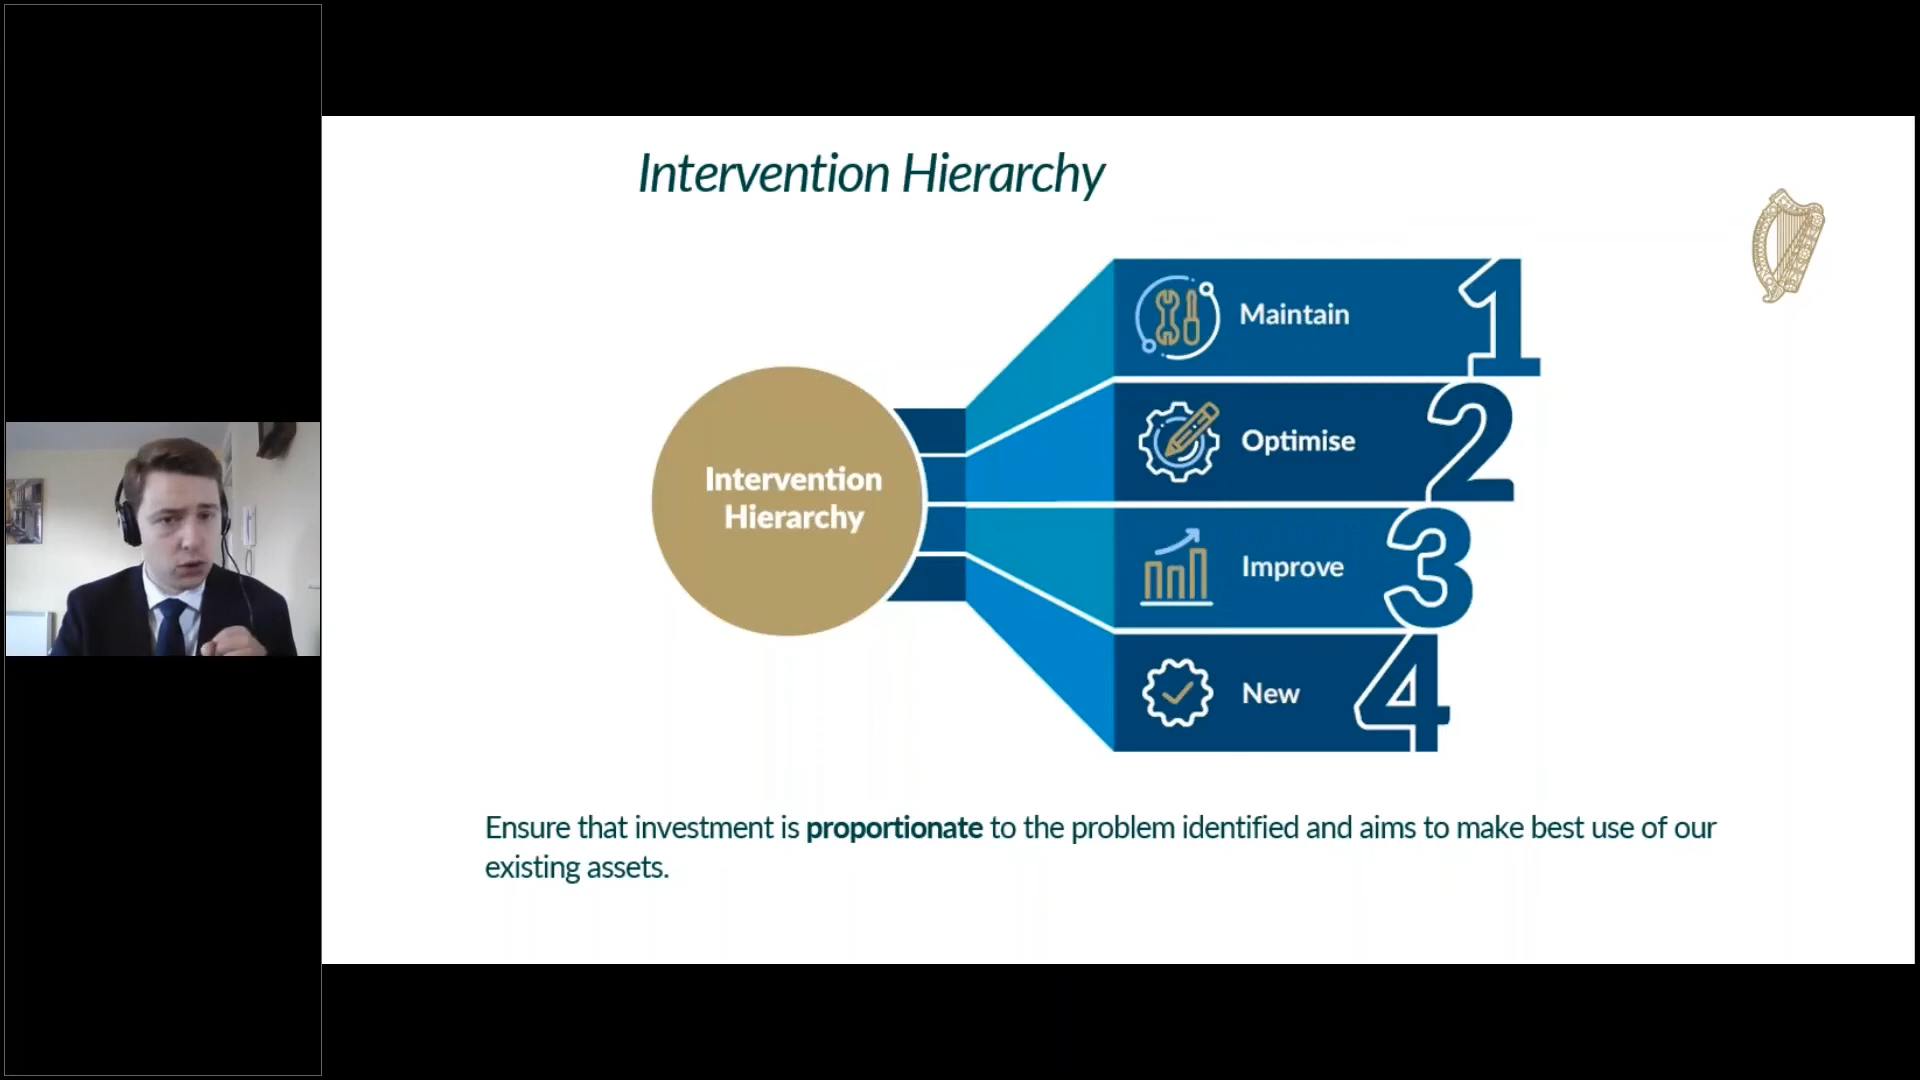 Intervention Hierarchy
Intervention
Hierarchy
Maintain
1
Optimise
2
Improve
3
New
4
Ensure that investment is proportionate to the problem identified and aims to make best use of our
existing assets.